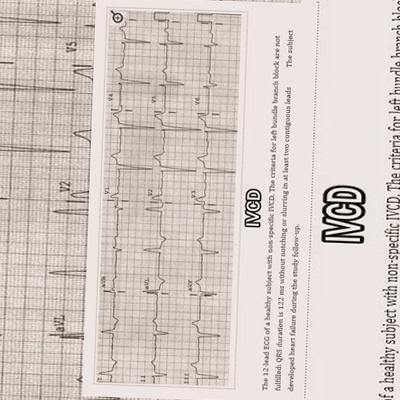 V5
V2
aVL
V4
V5
V6
V1
V2
V3
aVR
aVL
aVF
I
II
III
IVCD
The 12-lead ECG of a healthy subject with non-specific IVCD. The criteria for left bundle branch block are not
fulfilled: QRS duration is 122 ms without notching or slurring in at least two contiguous leads The subject
developed heart failure during the study follow-up.
IVCD
of a healthy subject with non-specific IVCD. The criteria for left bundle branch bloc